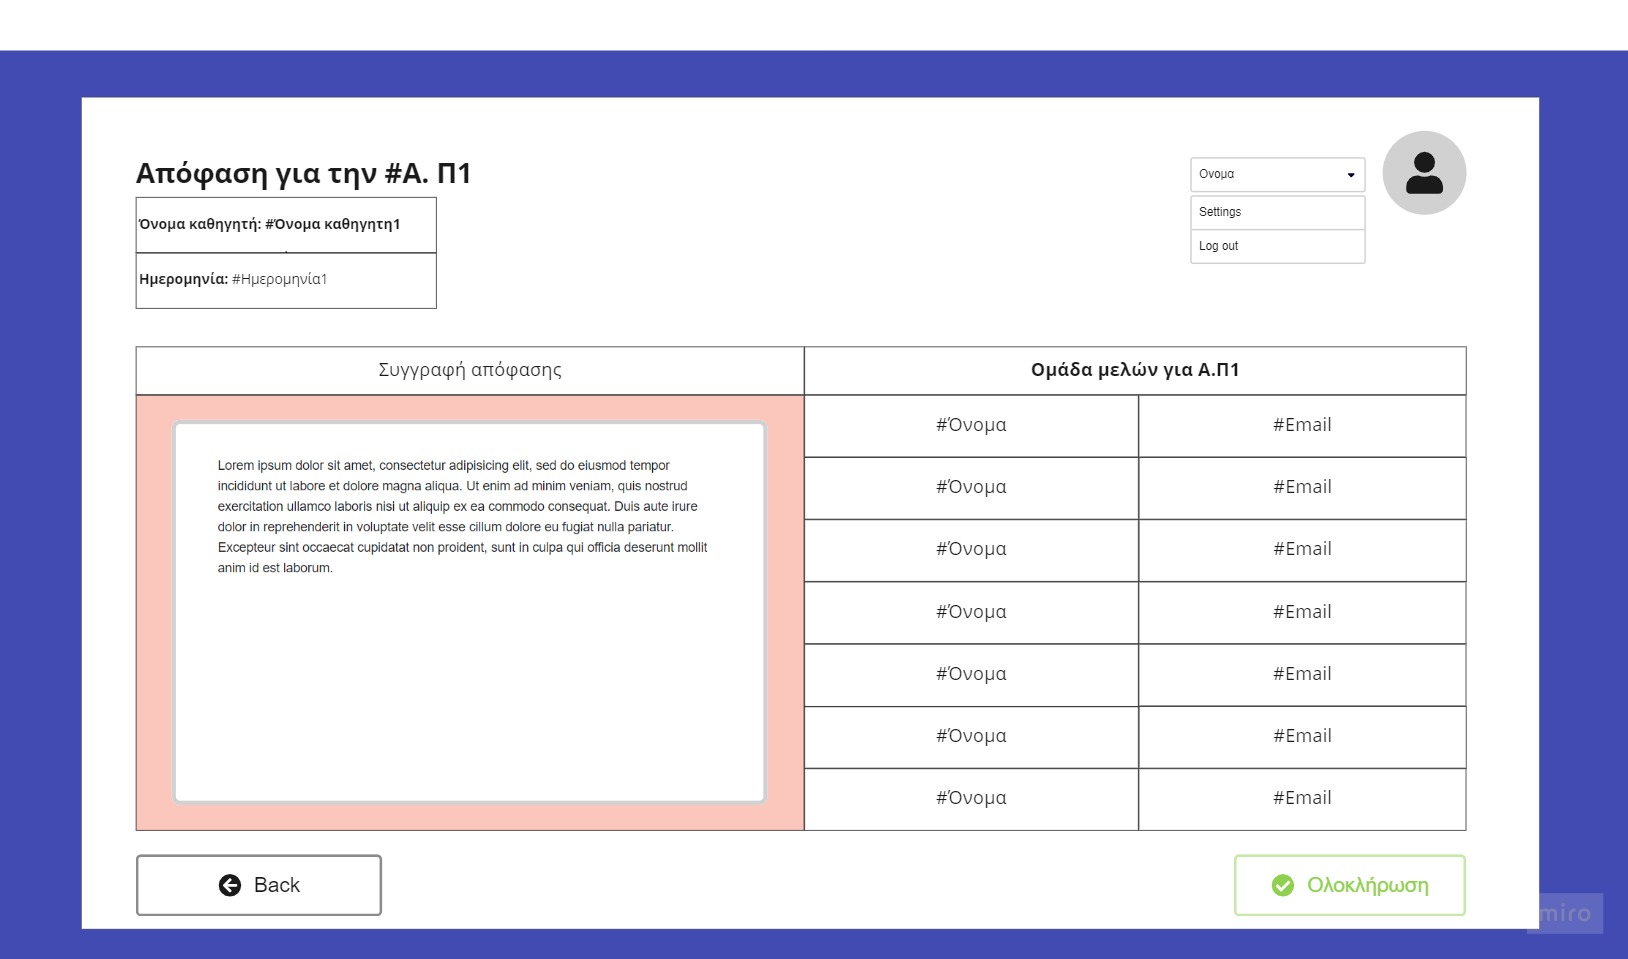 Απόφαση για την #Α. Π1
Όνομα καθηγητή: #Όνομα καθηγητη1
Ημερομηνία: #Ημερομηνία1
Ονομα
Settings
Log out
Συγγραφή απόφασης
Ομάδα μελών για Α.Π1
Lorem ipsum dolor sit amet, consectetur adipisicing elit, sed do eiusmod tempor
incididunt ut labore et dolore magna aliqua. Ut enim ad minim veniam, quis nostrud
exercitation ullamco laboris nisi ut aliquip ex ea commodo consequat. Duis aute irure
dolor in reprehenderit in voluptate velit esse cillum dolore eu fugiat nulla pariatur.
Excepteur sint occaecat cupidatat non proident, sunt in culpa qui officia deserunt mollit
anim id est laborum.
#Όνομα #Email
#Όνομα #Email
#Όνομα #Email
#Όνομα #Email
#Όνομα #Email
#Όνομα #Email
#Όνομα #Email
Back
Ολοκλήρωση
miro